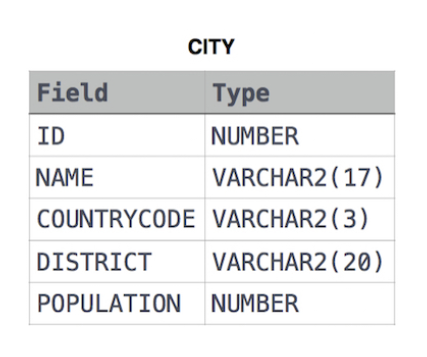 CITY
Field Type
ID NUMBER
NAME VARCHAR2(17)
COUNTRYCODE VARCHAR2(3)
DISTRICT VARCHAR2(20)
POPULATION NUMBER